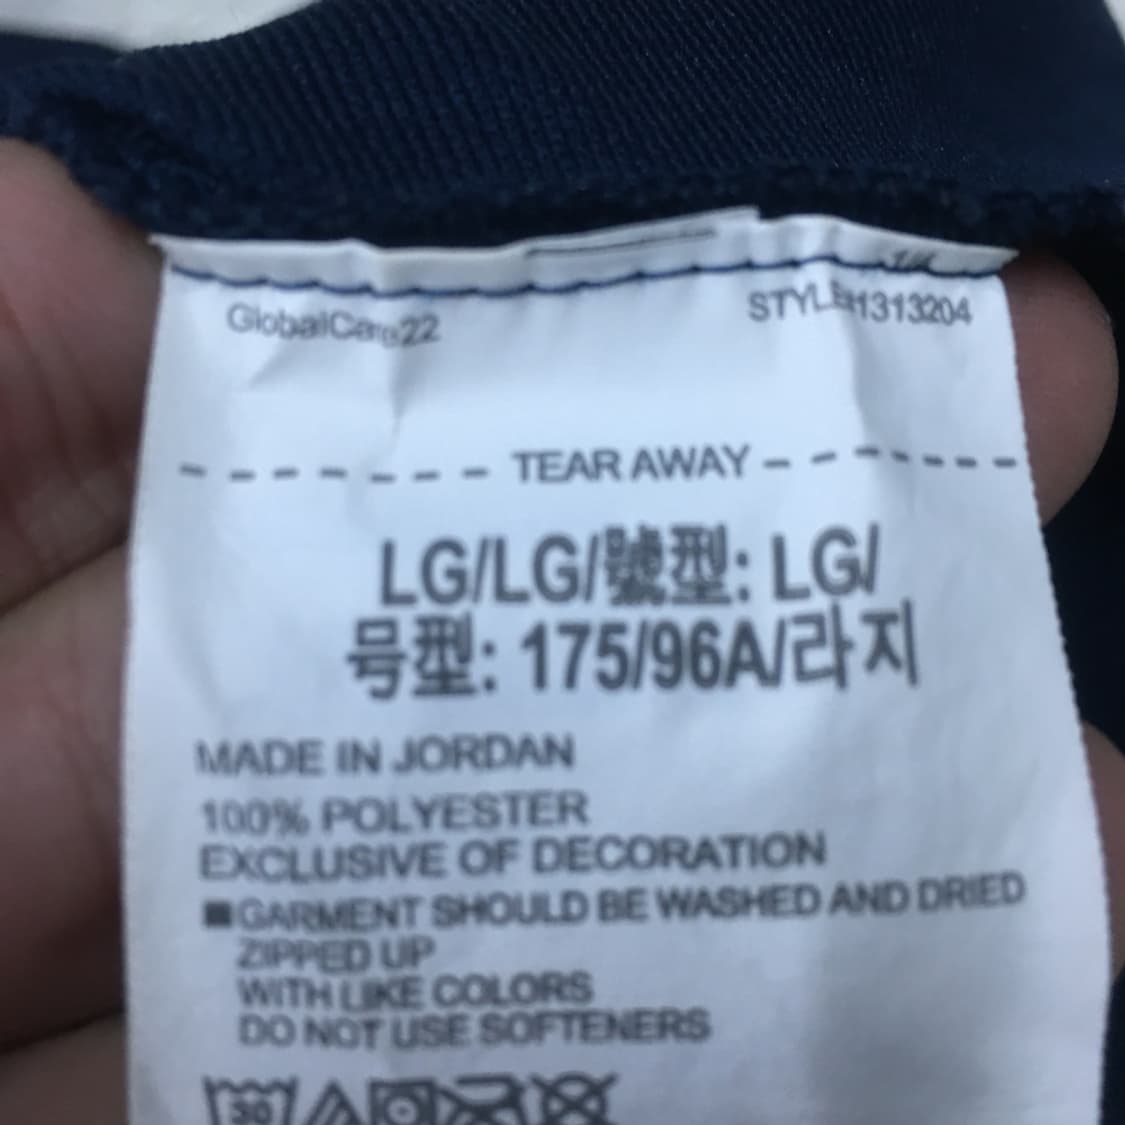 GlobalCare22
STYLE#1313204
TEAR AWAY
LG/LG/號型: LG/
号型: 175/96A/라지
MADE IN JORDAN
100% POLYESTER
EXCLUSIVE OF DECORATION
■GARMENT SHOULD BE WASHED AND DRIED
ZIPPED UP
WITH LIKE COLORS
DO NOT USE SOFTENERS
30